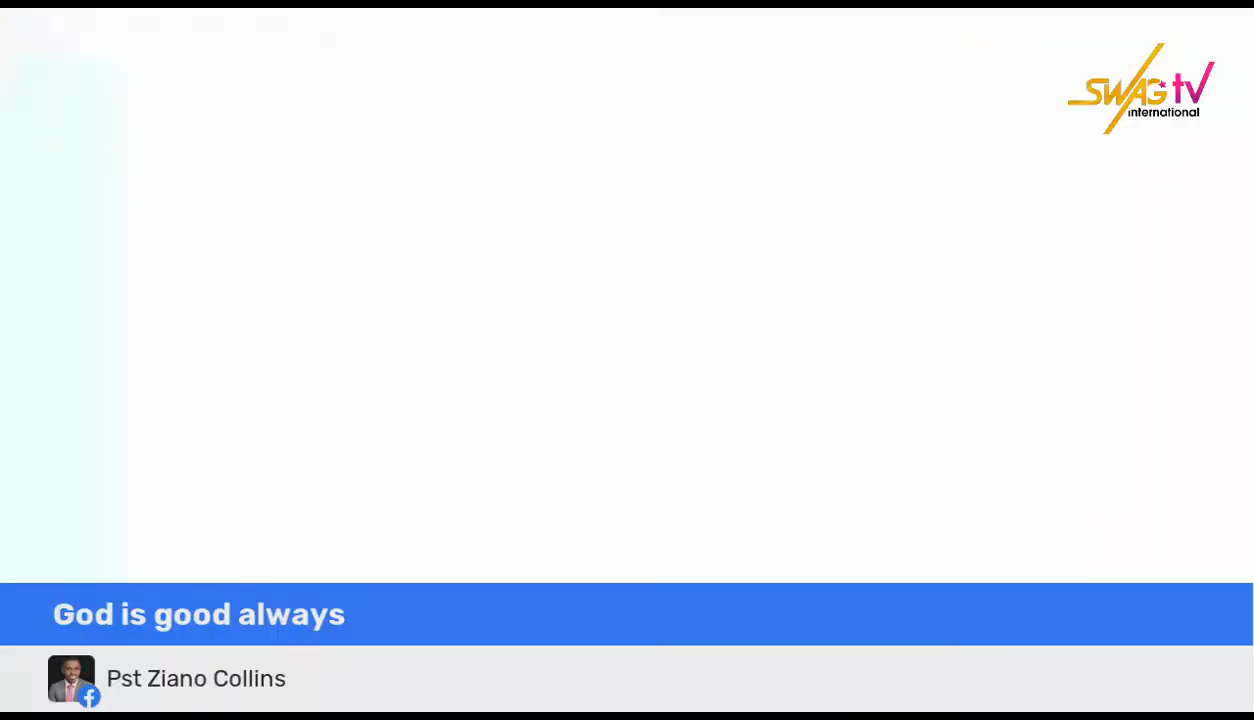 SWAG tv
international
God is good always
Pst Ziano Collins